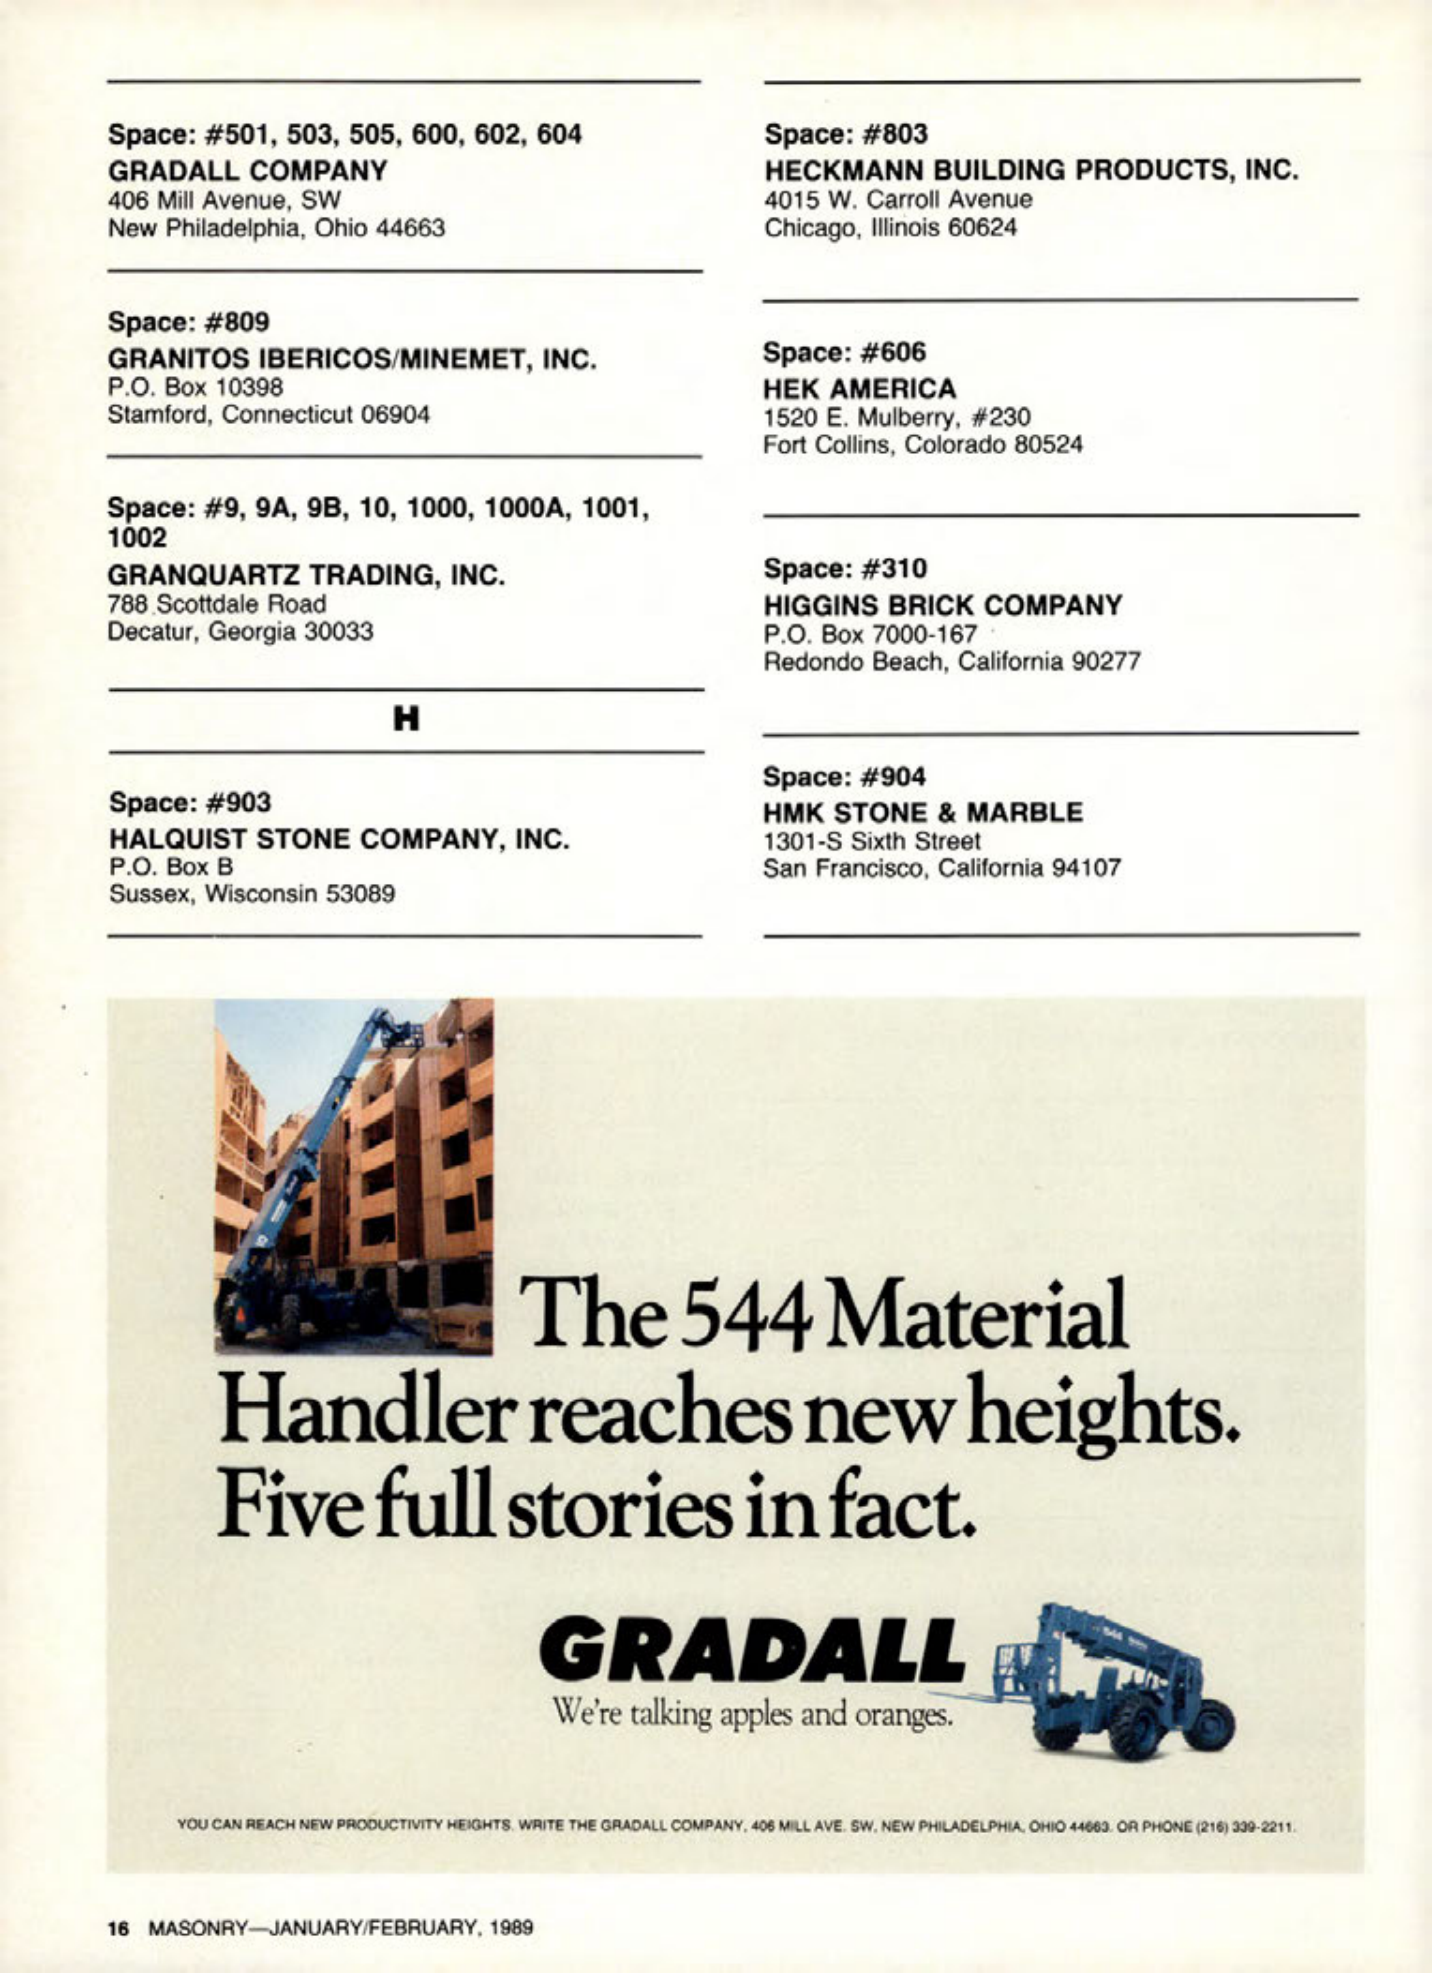 Space: #501, 503, 505, 600, 602, 604
GRADALL COMPANY
406 Mill Avenue, SW
New Philadelphia, Ohio 44663
Space: #809
GRANITOS IBERICOS/MINEMET, INC.
P.O. Box 10398
Stamford, Connecticut 06904
Space: #9, 9A, 9B, 10, 1000, 1000A, 1001,
1002
GRANQUARTZ TRADING, INC.
788 Scottdale Road
Decatur, Georgia 30033
H
Space: #903
HALQUIST STONE COMPANY, INC.
P.O. Box B
Sussex, Wisconsin 53089
Space: #803
HECKMANN BUILDING PRODUCTS, INC.
4015 W. Carroll Avenue
Chicago, Illinois 60624
Space: #606
HEK AMERICA
1520 E. Mulberry, #230
Fort Collins, Colorado 80524
Space: #310
HIGGINS BRICK COMPANY
P.O. Box 7000-167
Redondo Beach, California 90277
Space: #904
HMK STONE & MARBLE
1301-S Sixth Street
San Francisco, California 94107
The 544 Material
Handler reaches new heights.
Five full stories in fact.
GRADALL
We're talking apples and oranges.
544
YOU CAN REACH NEW PRODUCTIVITY HEIGHTS. WRITE THE GRADALL COMPANY, 406 MILL AVE. SW, NEW PHILADELPHIA, OHIO 44663. OR PHONE (216) 339-2211.
16 MASONRY—JANUARY/FEBRUARY, 1989